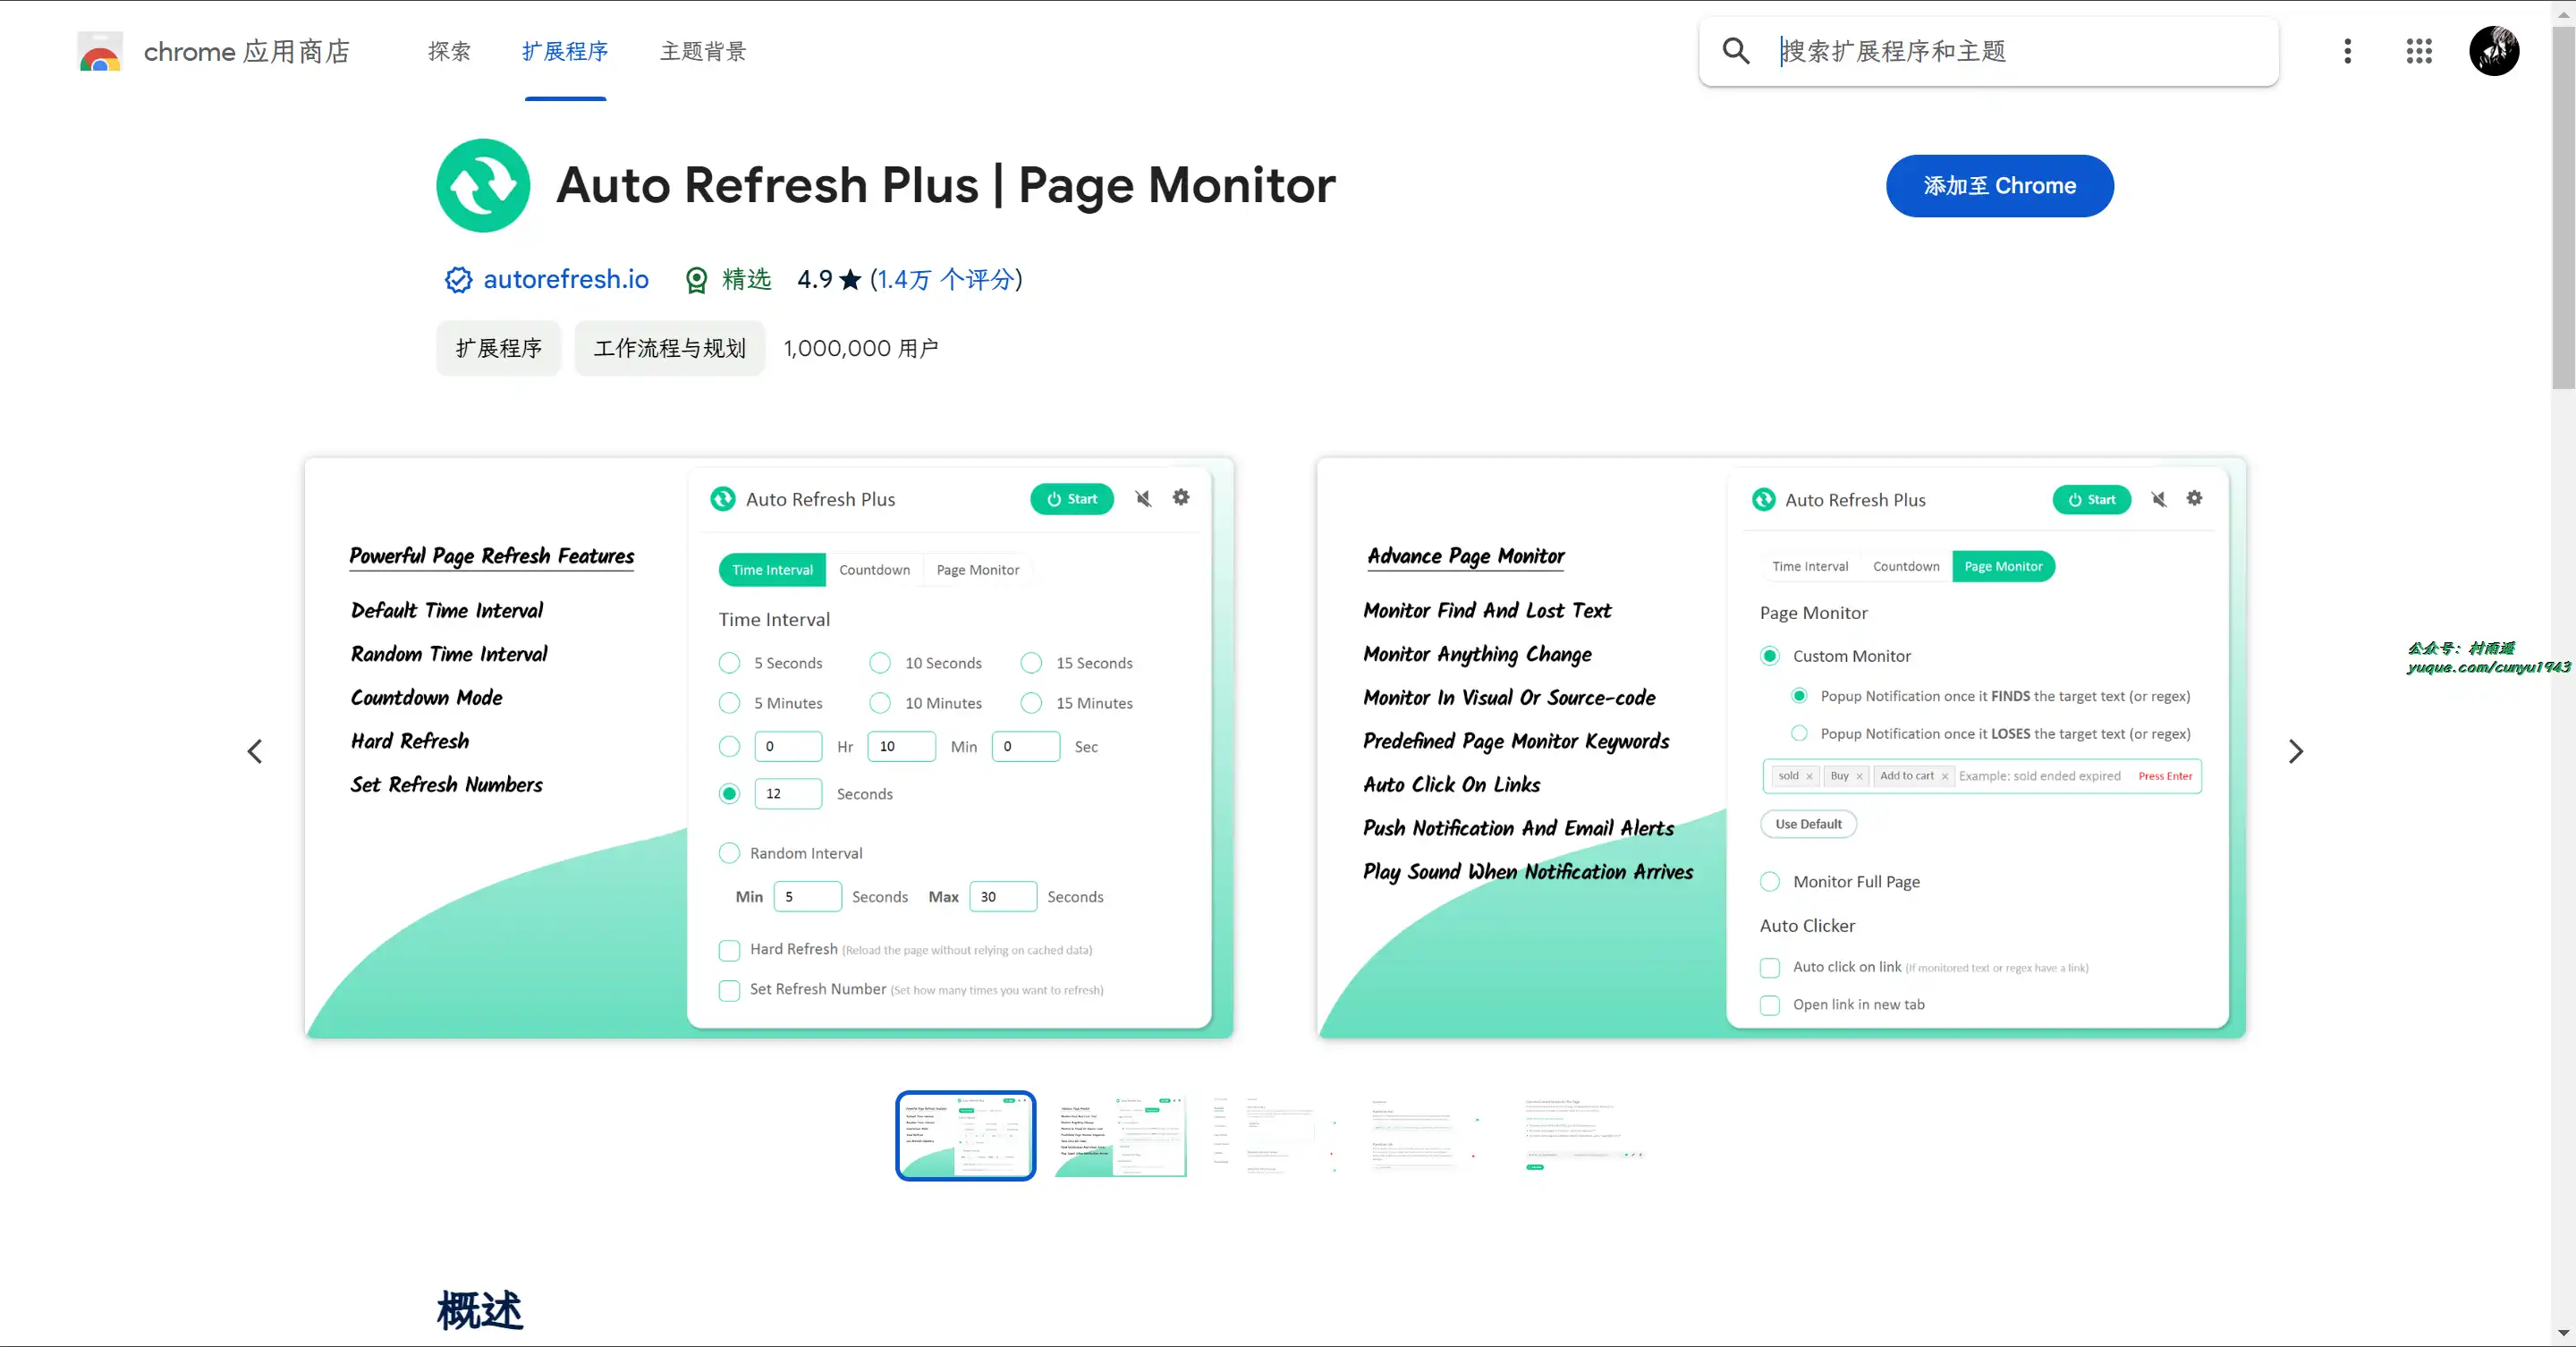 chrome 应用商店
探索
扩展程序
主题背景
搜索扩展程序和主题
Auto Refresh Plus | Page Monitor
添加至 Chrome
autorefresh.io
精选
4.9 ★ (1.4万 个评分)
扩展程序
工作流程与规划
1,000,000 用户
Powerful Page Refresh Features
Default Time Interval
Random Time Interval
Countdown Mode
Hard Refresh
Set Refresh Numbers
Auto Refresh Plus
Start
Time Interval
Countdown
Page Monitor
Time Interval
5 Seconds
10 Seconds
15 Seconds
5 Minutes
10 Minutes
15 Minutes
0 Hr 10 Min 0 Sec
12 Seconds
Random Interval
Min 5 Seconds Max 30 Seconds
Hard Refresh (Reload the page without relying on cached data)
Set Refresh Number (Set how many times you want to refresh)
Advance Page Monitor
Monitor Find And Lost Text
Monitor Anything Change
Monitor In Visual Or Source-code
Predefined Page Monitor Keywords
Auto Click On Links
Push Notification And Email Alerts
Play Sound When Notification Arrives
Auto Refresh Plus
Start
Time Interval
Countdown
Page Monitor
Page Monitor
Custom Monitor
Popup Notification once it FINDS the target text (or regex)
Popup Notification once it LOSES the target text (or regex)
sold × Buy × Add to cart × Example: sold ended expired Press Enter
Use Default
Monitor Full Page
Auto Clicker
Auto click on link (If monitored text or regex have a link)
Open link in new tab
公众号：村雨遥
yuque.com/cunyu1943
概述